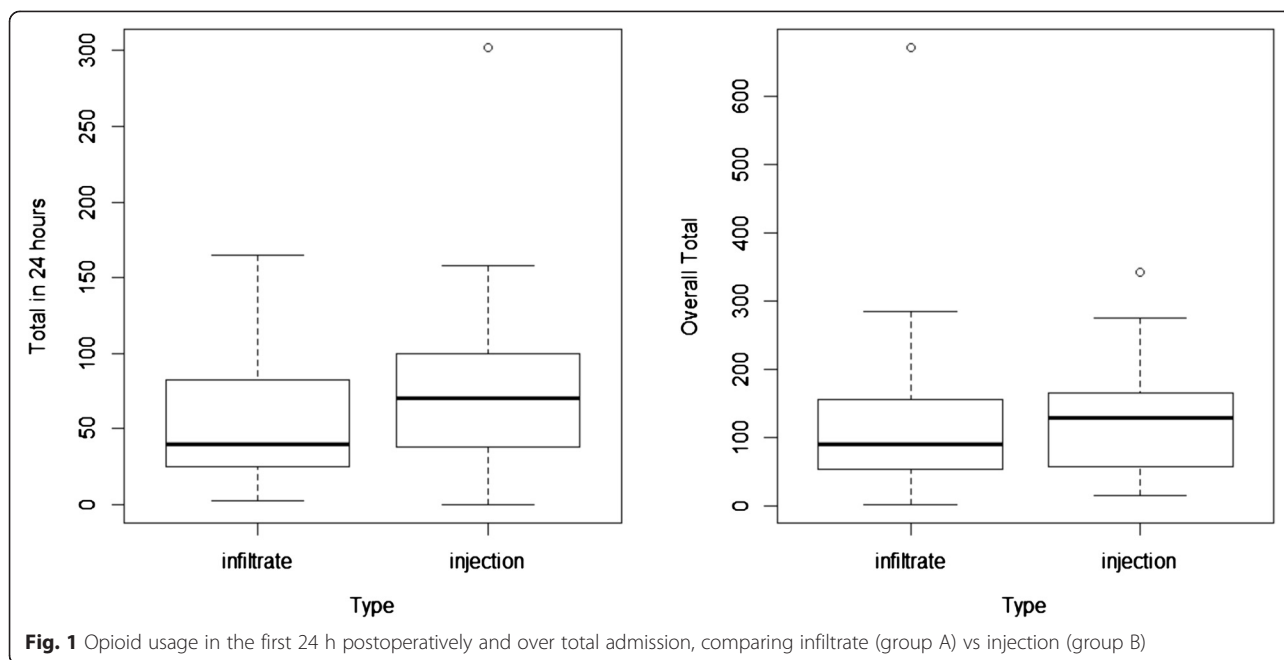 Total in 24 hours
300
250
200
150
100
50
0
infiltrate injection
Type
Overall Total
600
500
400
300
200
100
0
infiltrate injection
Type
Fig. 1 Opioid usage in the first 24 h postoperatively and over total admission, comparing infiltrate (group A) vs injection (group B)